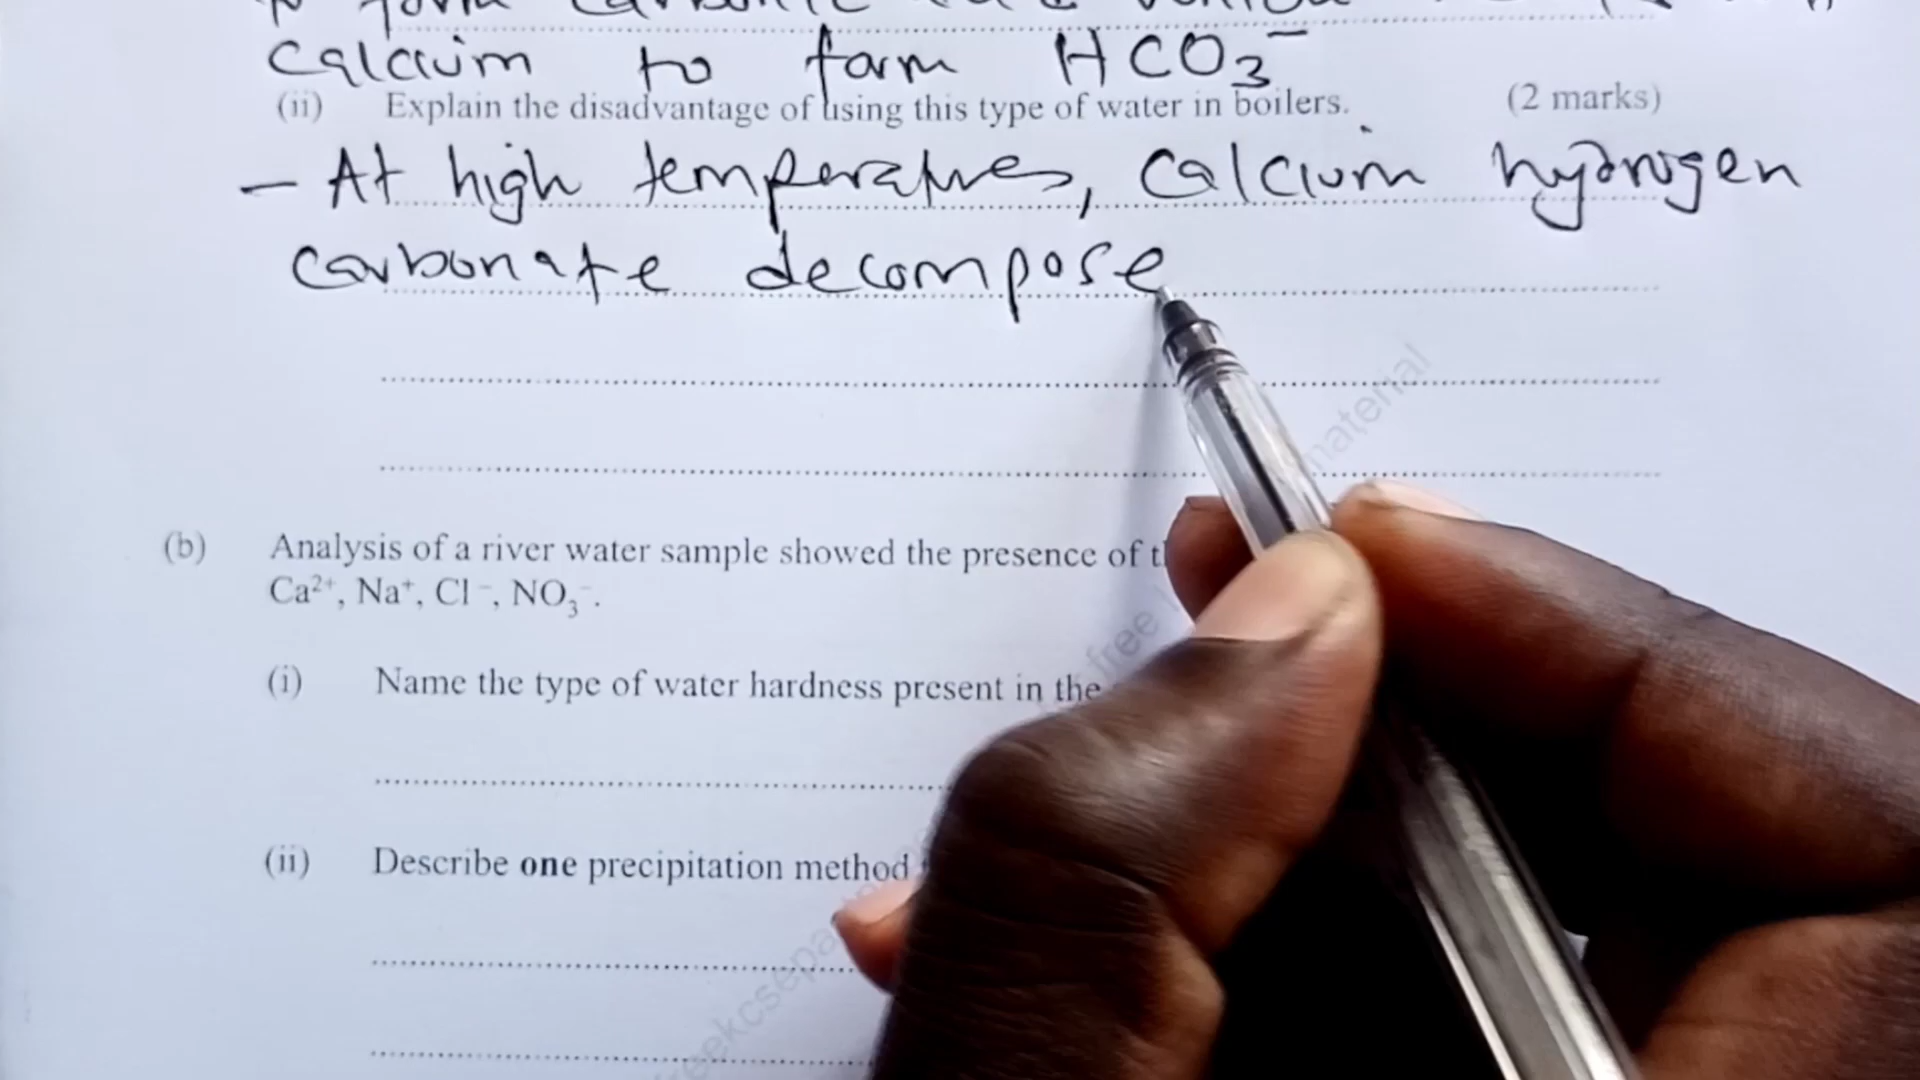 calcium to form HCO₃⁻
(ii) Explain the disadvantage of using this type of water in boilers. (2 marks)
– At high temperatures, calcium hydrogen
carbonate decompose
(b) Analysis of a river water sample showed the presence of
Ca²⁺, Na⁺, Cl⁻, NO₃⁻.
(i) Name the type of water hardness present in the
(ii) Describe one precipitation method
free
material